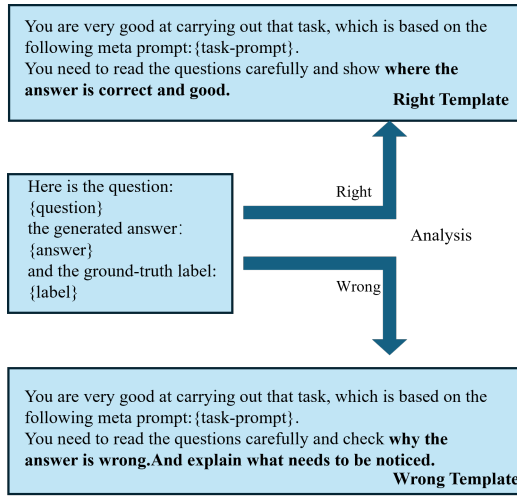 You are very good at carrying out that task, which is based on the
following meta prompt:{task-prompt}.
You need to read the questions carefully and show where the
answer is correct and good.
Right Template
Here is the question:
{question}
the generated answer:
{answer}
and the ground-truth label:
{label}
Right
Analysis
Wrong
You are very good at carrying out that task, which is based on the
following meta prompt:{task-prompt}.
You need to read the questions carefully and check why the
answer is wrong.And explain what needs to be noticed.
Wrong Template